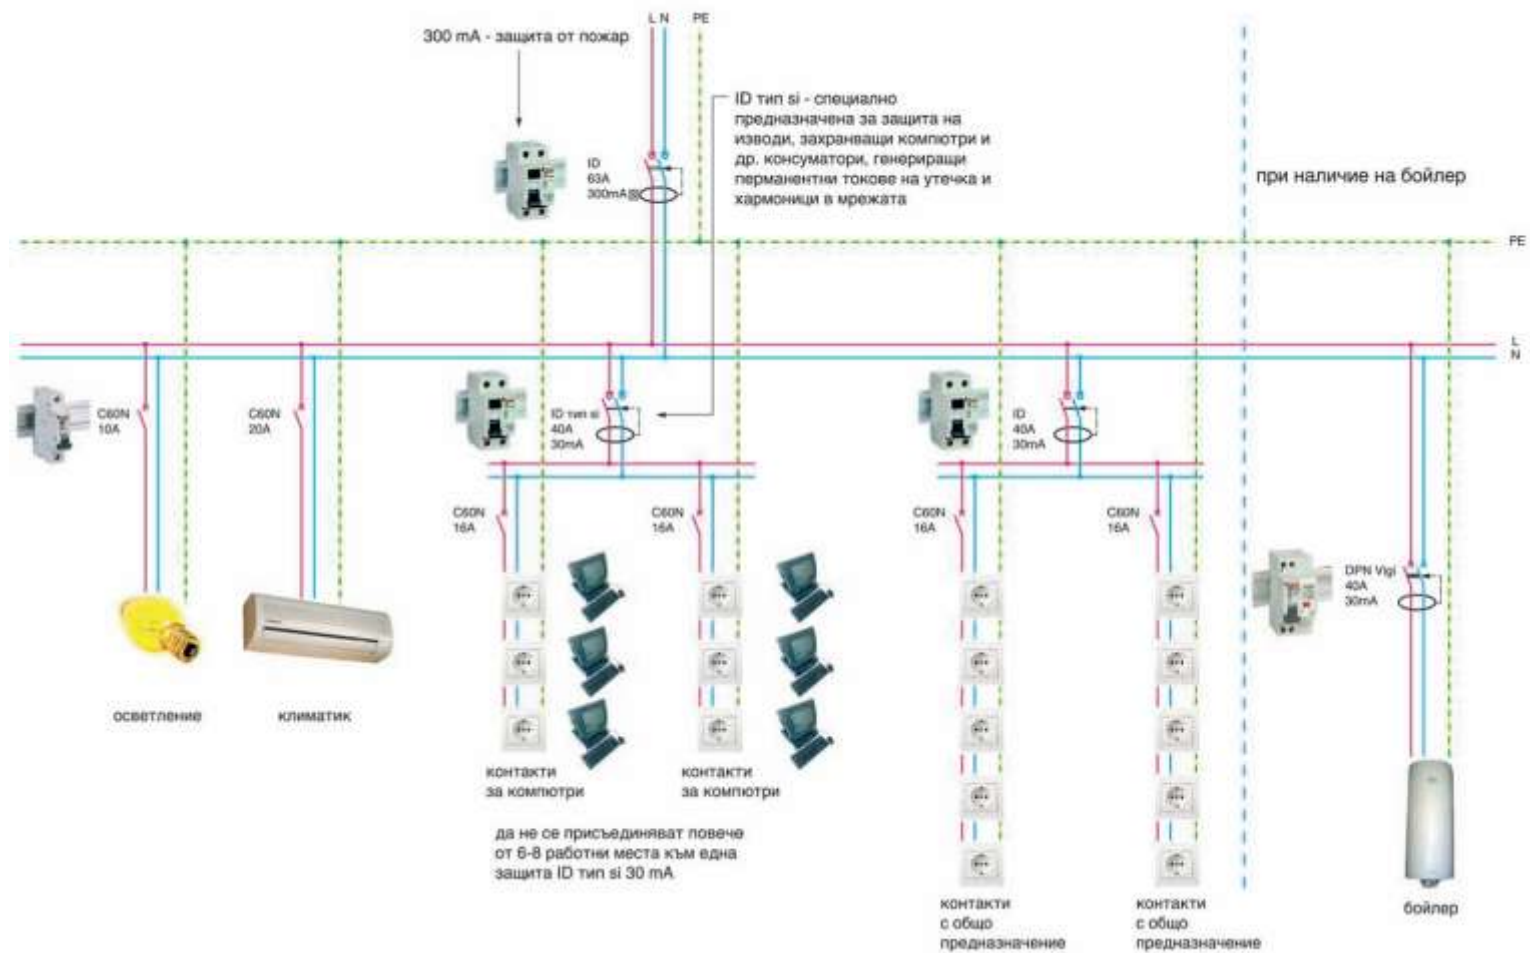 L N PE
300 mA - защита от пожар
ID
63A
300mA
ID тип si - специално
предназначена за защита на
изводи, захранващи компютри и
др. консуматори, генериращи
перманентни токове на утечка и
хармоници в мрежата
при наличие на бойлер
PE
L
N
C60N
10A
C60N
20A
ID тип si
40A
30mA
ID
40A
30mA
C60N
16A
C60N
16A
C60N
16A
C60N
16A
DPN Vigi
40A
30mA
осветление
климатик
контакти
за компютри
контакти
за компютри
да не се присъединяват повече
от 6-8 работни места към една
защита ID тип si 30 mA
контакти
с общо
предназначение
контакти
с общо
предназначение
бойлер